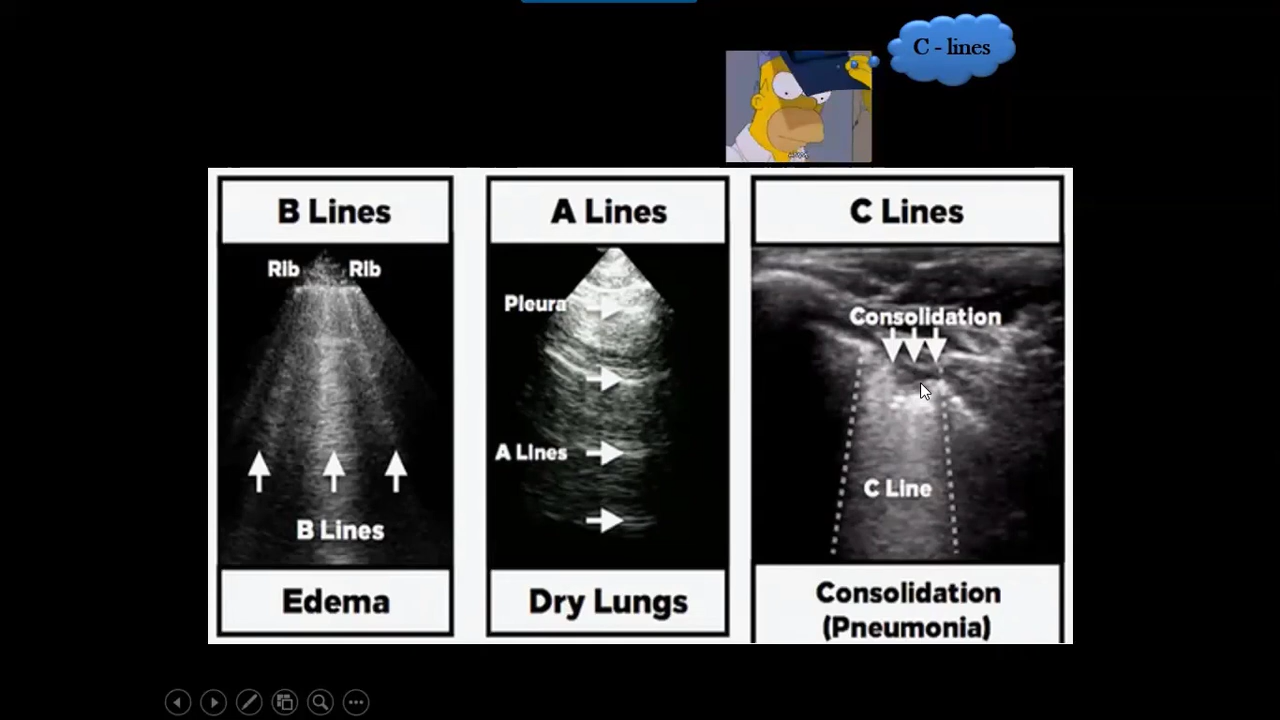 C - lines
B Lines
Rib Rib
B Lines
Edema
A Lines
Pleura
A Lines
Dry Lungs
C Lines
Consolidation
C Line
Consolidation
(Pneumonia)